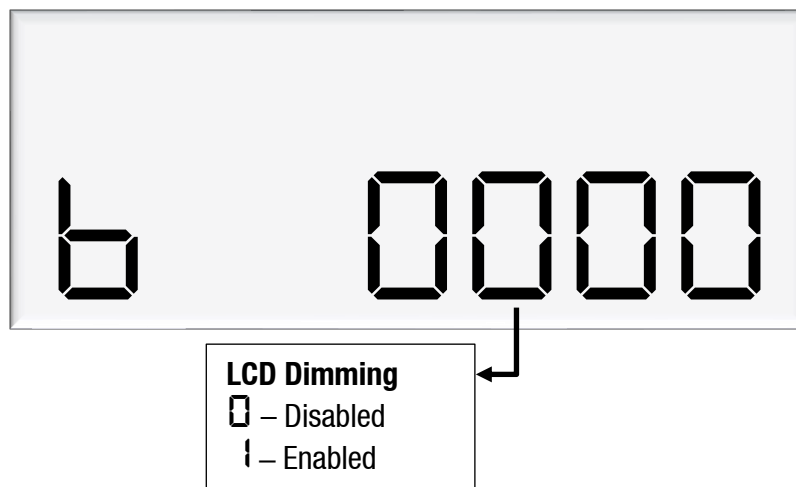 b 0000
LCD Dimming
0 – Disabled
1 – Enabled